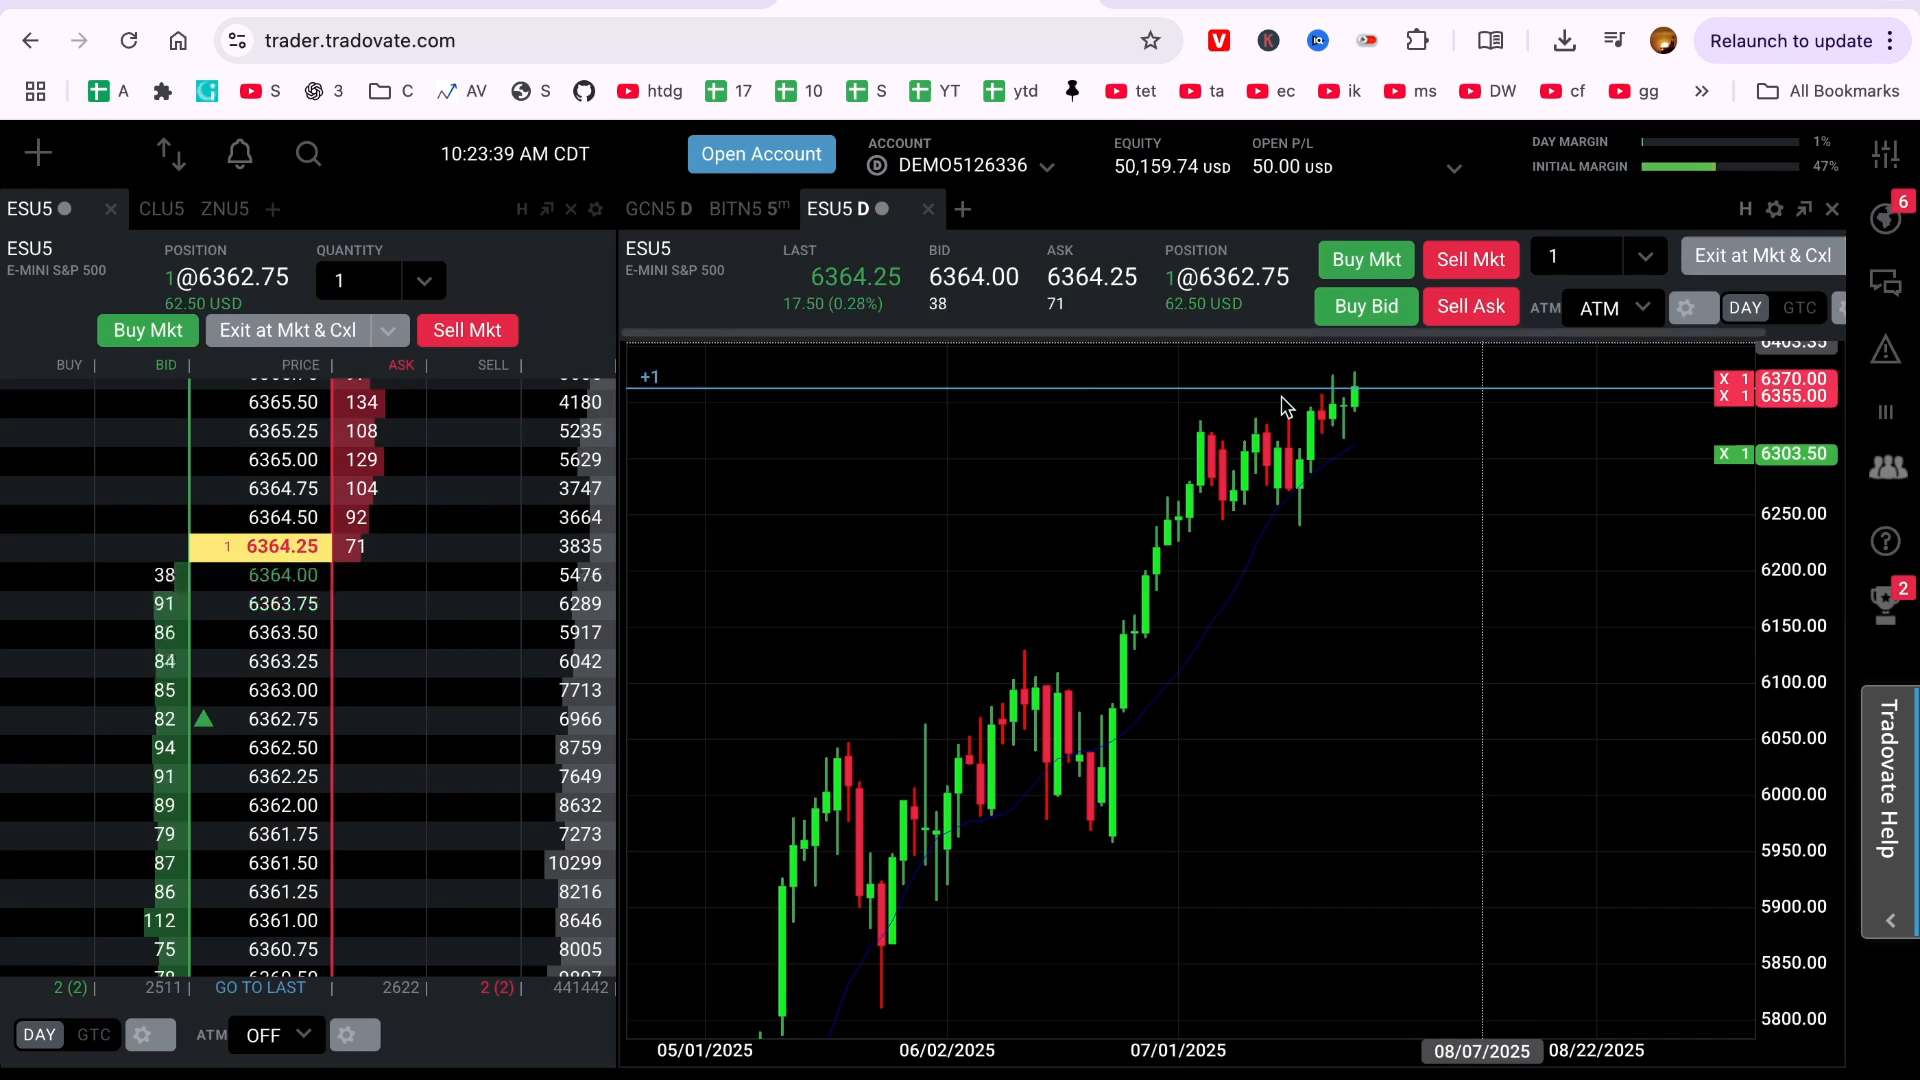 trader.tradovate.com
Relaunch to update
A S 3 C AV S htdg 17 10 S YT ytd tet ta ec ik ms DW cf gg » All Bookmarks
10:23:39 AM CDT
Open Account
ACCOUNT
DEMO5126336
EQUITY
50,159.74 USD
OPEN P/L
50.00 USD
DAY MARGIN 1%
INITIAL MARGIN 47%
ESU5 CLU5 ZNU5 H
GCN5 D BITN5 5m ESU5 D H
6
ESU5
E-MINI S&P 500
POSITION
1@6362.75
62.50 USD
QUANTITY
1
Buy Mkt Exit at Mkt & Cxl Sell Mkt
BUY BID PRICE ASK SELL
6365.50 134 4180
6365.25 108 5235
6365.00 129 5629
6364.75 104 3747
6364.50 92 3664
1 6364.25 71 3835
38 6364.00 5476
91 6363.75 6289
86 6363.50 5917
84 6363.25 6042
85 6363.00 7713
82 6362.75 6966
94 6362.50 8759
91 6362.25 7649
89 6362.00 8632
79 6361.75 7273
87 6361.50 10299
86 6361.25 8216
112 6361.00 8646
75 6360.75 8005
2 (2) 2511 GO TO LAST 2622 2 (2) 441442
DAY GTC ATM OFF
ESU5
E-MINI S&P 500
LAST
6364.25
17.50 (0.28%)
BID
6364.00
38
ASK
6364.25
71
POSITION
1@6362.75
62.50 USD
Buy Mkt Sell Mkt 1 Exit at Mkt & Cxl
Buy Bid Sell Ask ATM ATM DAY GTC
6403.35
+1
X 1 6370.00
X 1 6355.00
X 1 6303.50
6250.00
6200.00
6150.00
6100.00
6050.00
6000.00
5950.00
5900.00
5850.00
5800.00
05/01/2025 06/02/2025 07/01/2025 08/07/2025 08/22/2025
2
Tradovate Help